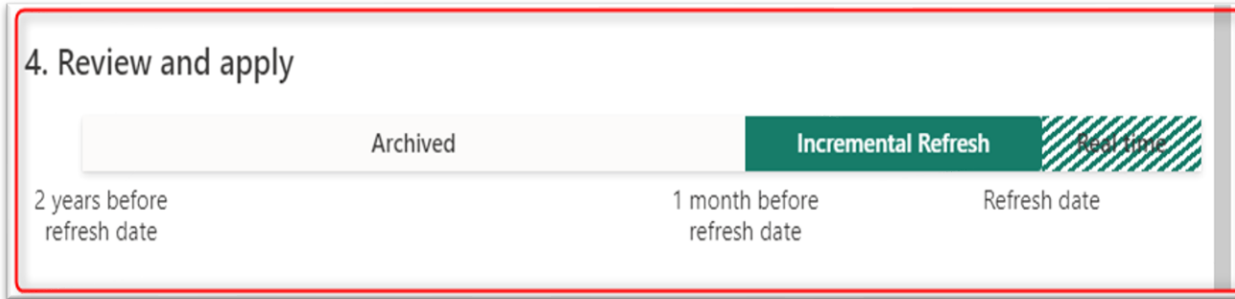 4. Review and apply
Archived
Incremental Refresh
Real time
2 years before
refresh date
1 month before
refresh date
Refresh date